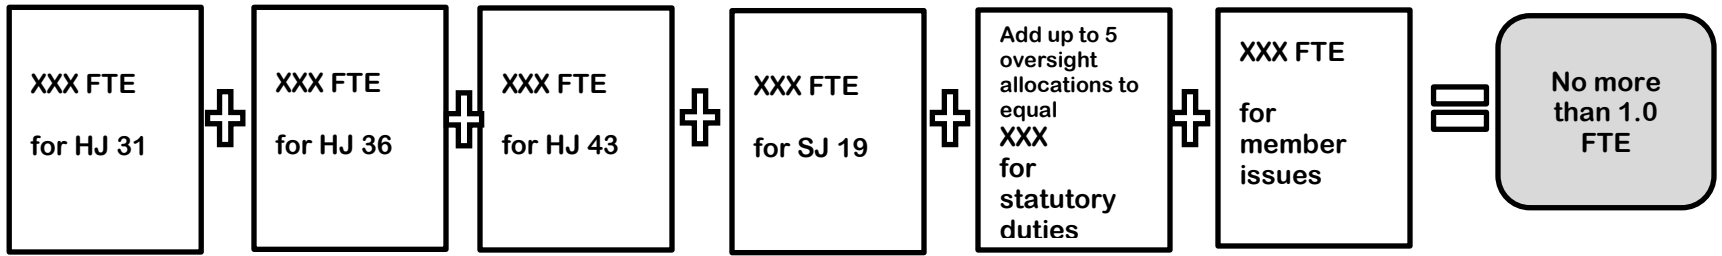 XXX FTE
for HJ 31
XXX FTE
for HJ 36
XXX FTE
for HJ 43
XXX FTE
for SJ 19
Add up to 5
oversight
allocations to
equal
XXX
for
statutory
duties
XXX FTE
for
member
issues
No more
than 1.0
FTE